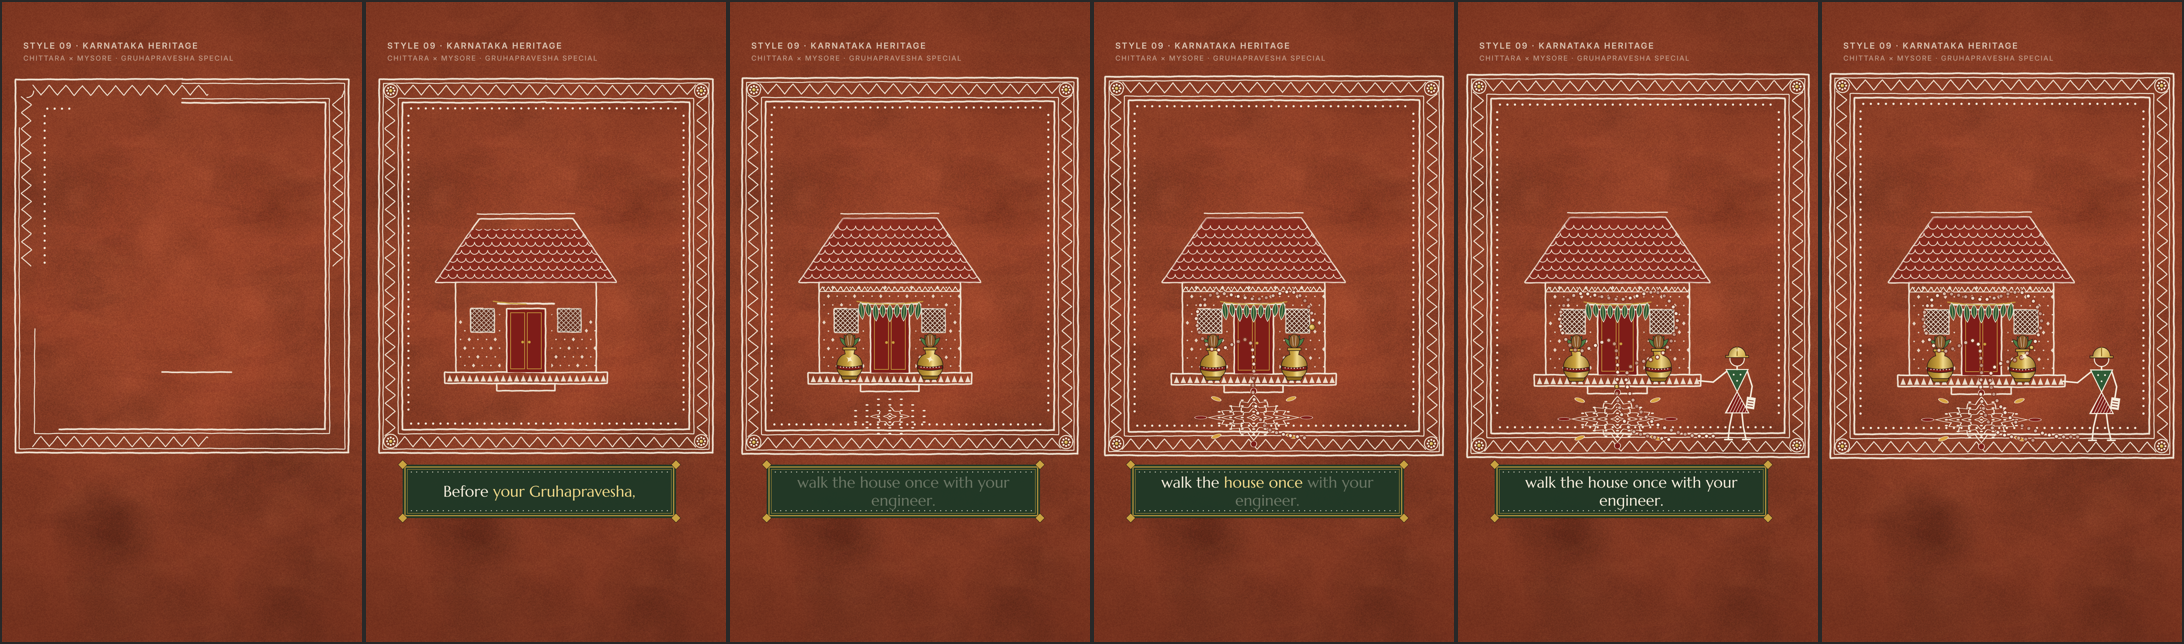 STYLE 09 · KARNATAKA HERITAGE
CHITTARA × MYSORE · GRUHAPRAVESHA SPECIAL
STYLE 09 · KARNATAKA HERITAGE
CHITTARA × MYSORE · GRUHAPRAVESHA SPECIAL
Before your Gruhapravesha,
STYLE 09 · KARNATAKA HERITAGE
CHITTARA × MYSORE · GRUHAPRAVESHA SPECIAL
walk the house once with your
engineer.
STYLE 09 · KARNATAKA HERITAGE
CHITTARA × MYSORE · GRUHAPRAVESHA SPECIAL
walk the house once with your
engineer.
STYLE 09 · KARNATAKA HERITAGE
CHITTARA × MYSORE · GRUHAPRAVESHA SPECIAL
walk the house once with your
engineer.
STYLE 09 · KARNATAKA HERITAGE
CHITTARA × MYSORE · GRUHAPRAVESHA SPECIAL